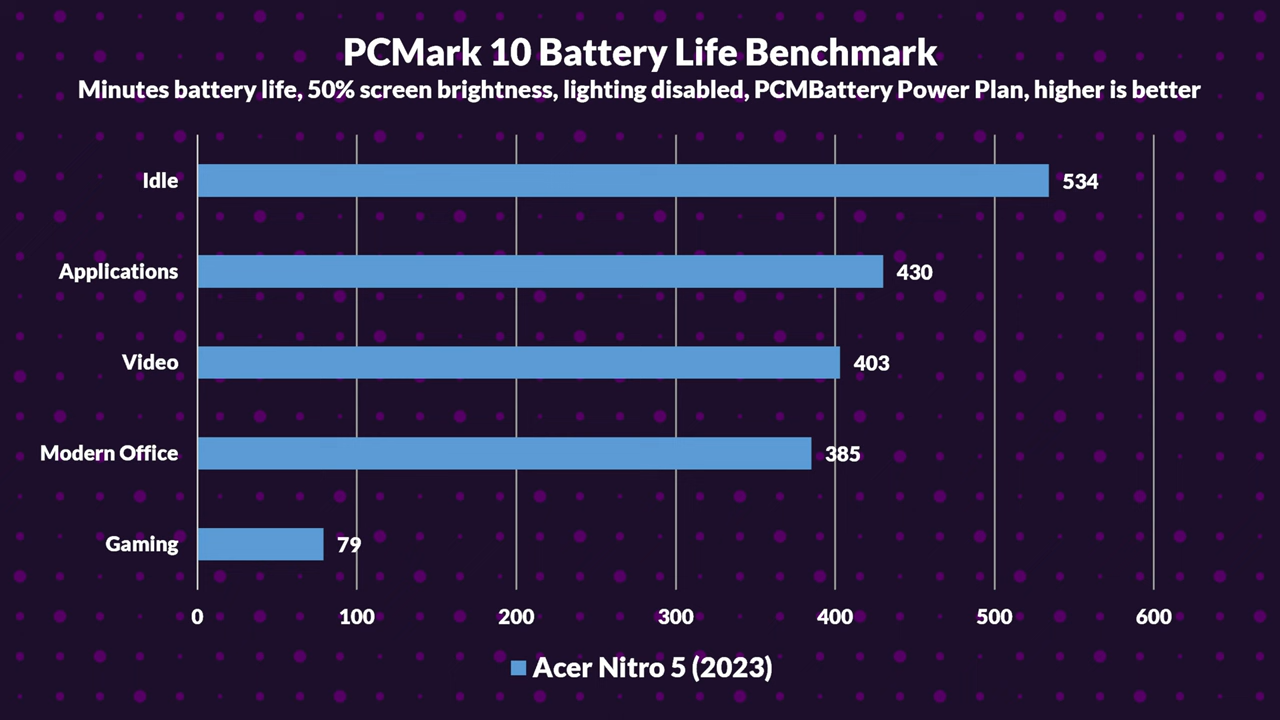 PCMark 10 Battery Life Benchmark
Minutes battery life, 50% screen brightness, lighting disabled, PCMBattery Power Plan, higher is better
Idle 534
Applications 430
Video 403
Modern Office 385
Gaming 79
0 100 200 300 400 500 600
Acer Nitro 5 (2023)